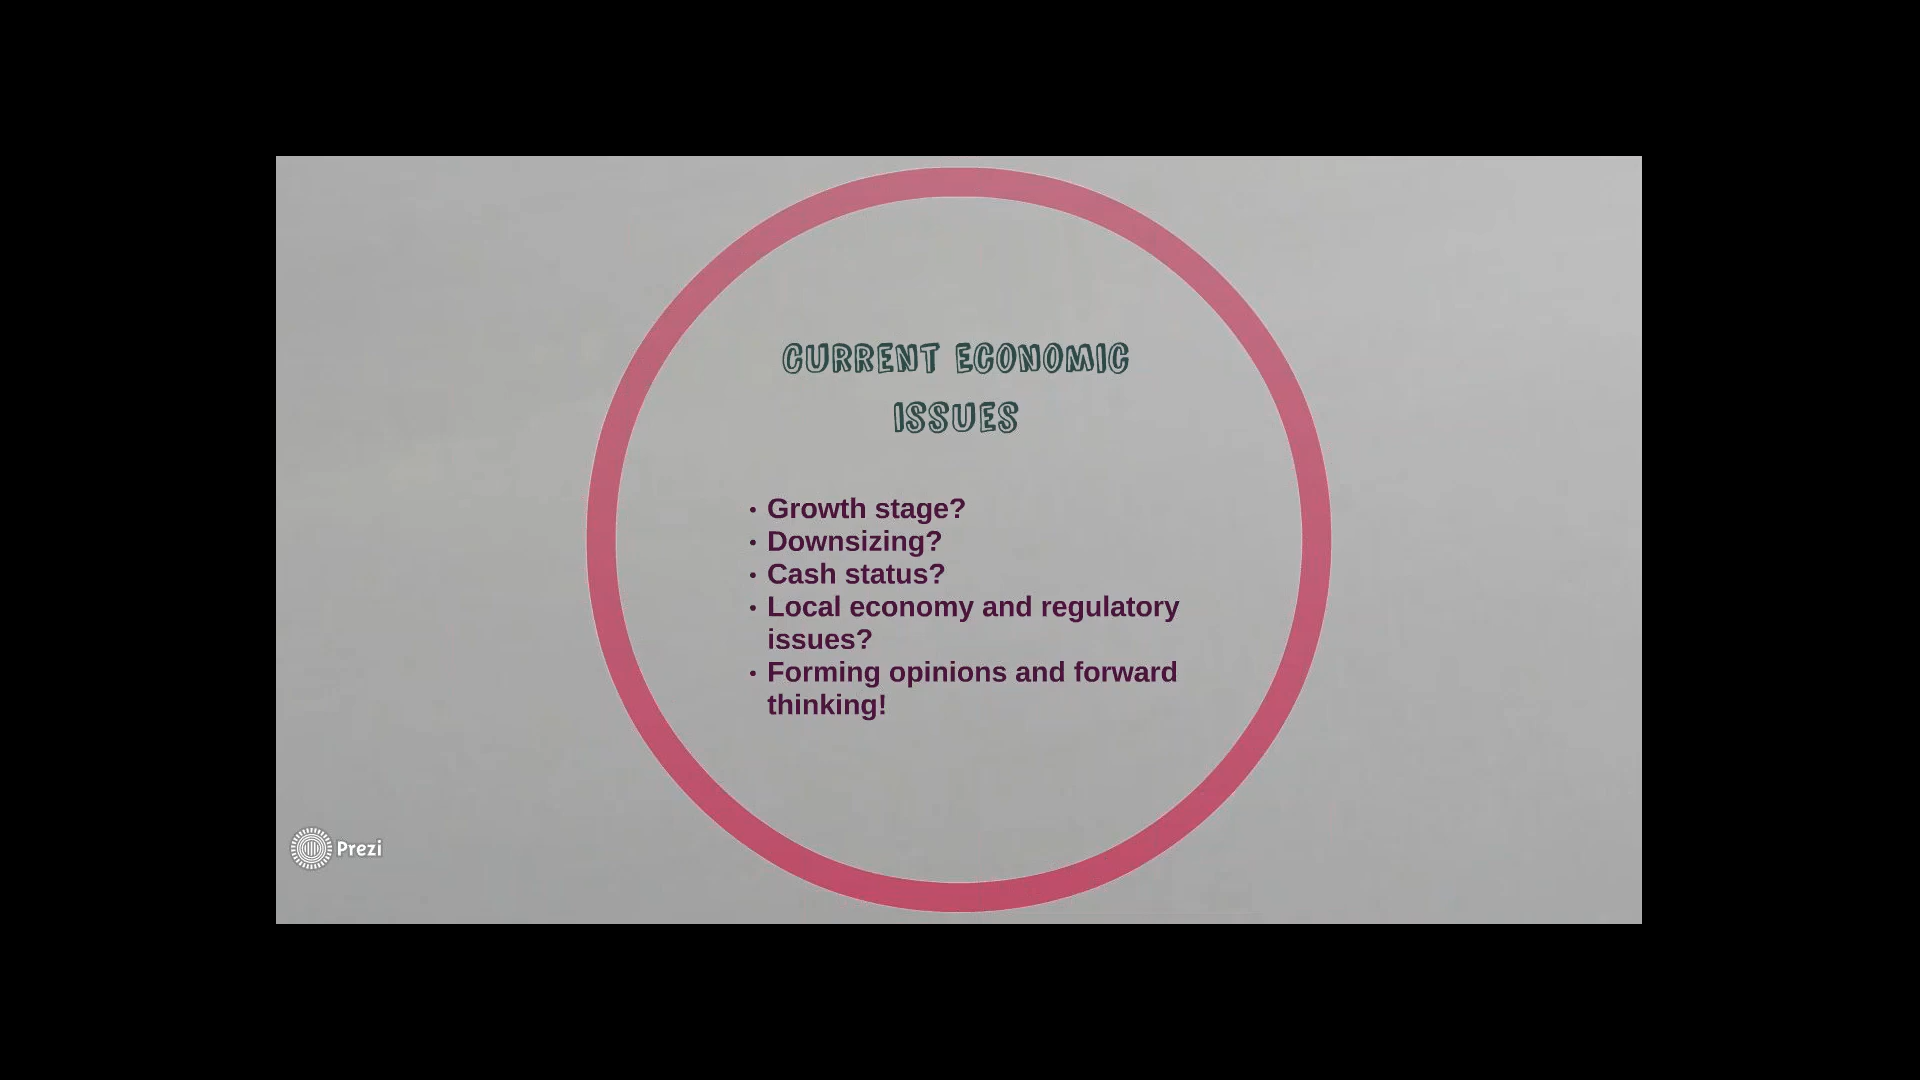 CURRENT ECONOMIC
ISSUES
• Growth stage?
• Downsizing?
• Cash status?
• Local economy and regulatory
issues?
• Forming opinions and forward
thinking!
Prezi